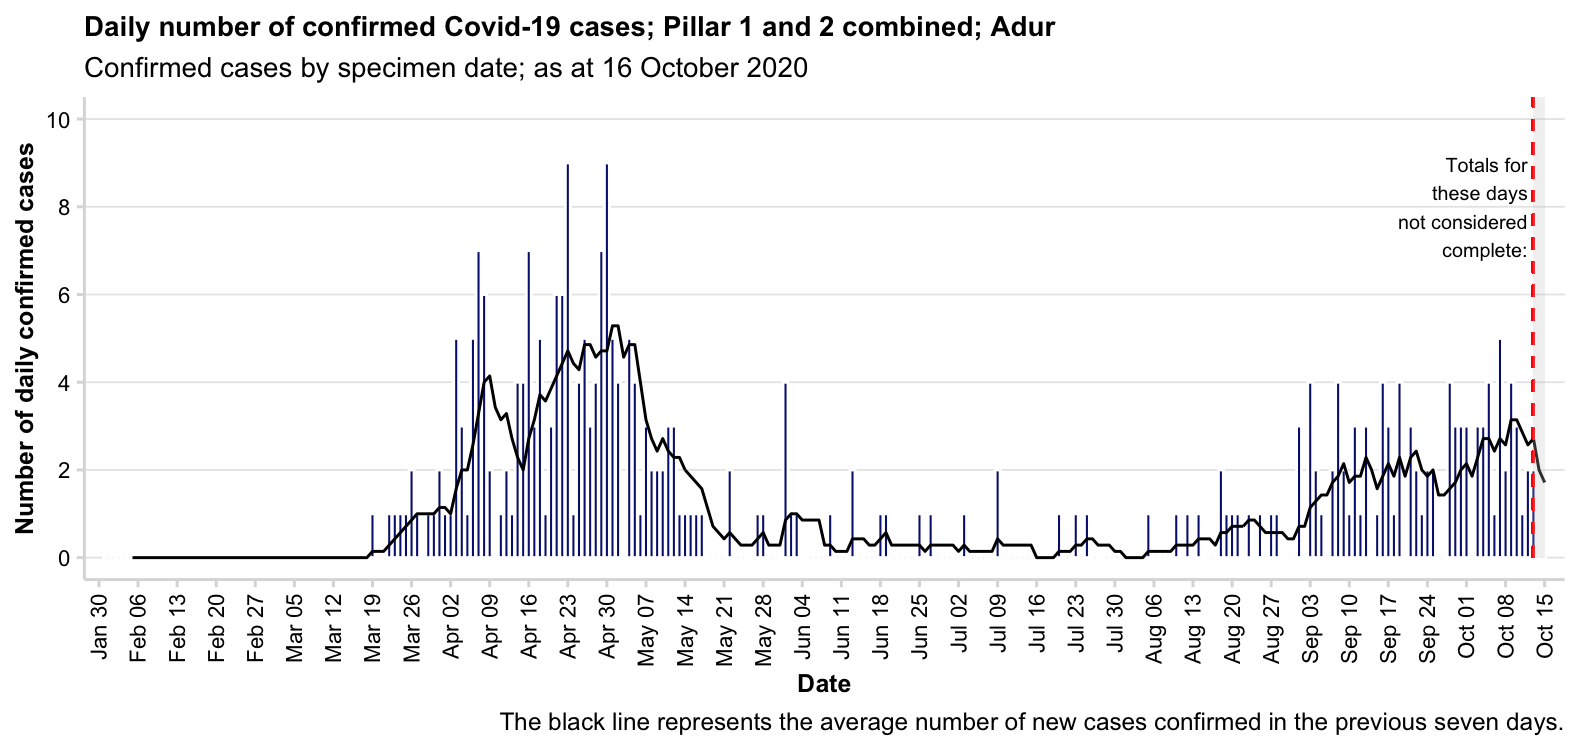 Daily number of confirmed Covid-19 cases; Pillar 1 and 2 combined; Adur
Confirmed cases by specimen date; as at 16 October 2020
Number of daily confirmed cases
10
8
6
4
2
0
Totals for
these days
not considered
complete:
Jan 30
Feb 06
Feb 13
Feb 20
Feb 27
Mar 05
Mar 12
Mar 19
Mar 26
Apr 02
Apr 09
Apr 16
Apr 23
Apr 30
May 07
May 14
May 21
May 28
Jun 04
Jun 11
Jun 18
Jun 25
Jul 02
Jul 09
Jul 16
Jul 23
Jul 30
Aug 06
Aug 13
Aug 20
Aug 27
Sep 03
Sep 10
Sep 17
Sep 24
Oct 01
Oct 08
Oct 15
Date
The black line represents the average number of new cases confirmed in the previous seven days.